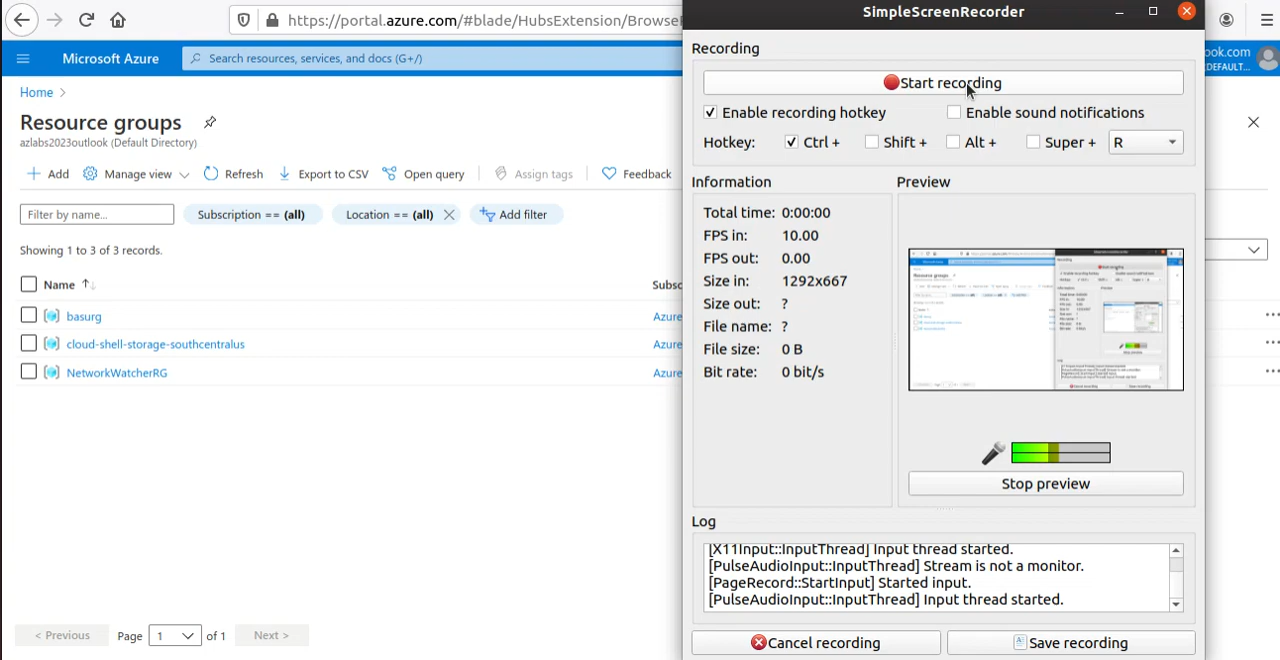 https://portal.azure.com/#blade/HubsExtension/Browse
Microsoft Azure
Search resources, services, and docs (G+/)
ook.com
DEFAULT...
Home >
Resource groups
azlabs2023outlook (Default Directory)
Add
Manage view
Refresh
Export to CSV
Open query
Assign tags
Feedback
Filter by name...
Subscription == (all)
Location == (all)
Add filter
Showing 1 to 3 of 3 records.
Name
Subsc
basurg
Azure
cloud-shell-storage-southcentralus
Azure
NetworkWatcherRG
Azure
< Previous
Page
1
of 1
Next >
SimpleScreenRecorder
Recording
Start recording
Enable recording hotkey
Enable sound notifications
Hotkey:
Ctrl +
Shift +
Alt +
Super +
R
Information
Total time: 0:00:00
FPS in: 10.00
FPS out: 0.00
Size in: 1292x667
Size out: ?
File name: ?
File size: 0 B
Bit rate: 0 bit/s
Preview
Stop preview
Log
[X11Input::InputThread] Input thread started.
[PulseAudioInput::InputThread] Stream is not a monitor.
[PageRecord::StartInput] Started input.
[PulseAudioInput::InputThread] Input thread started.
Cancel recording
Save recording